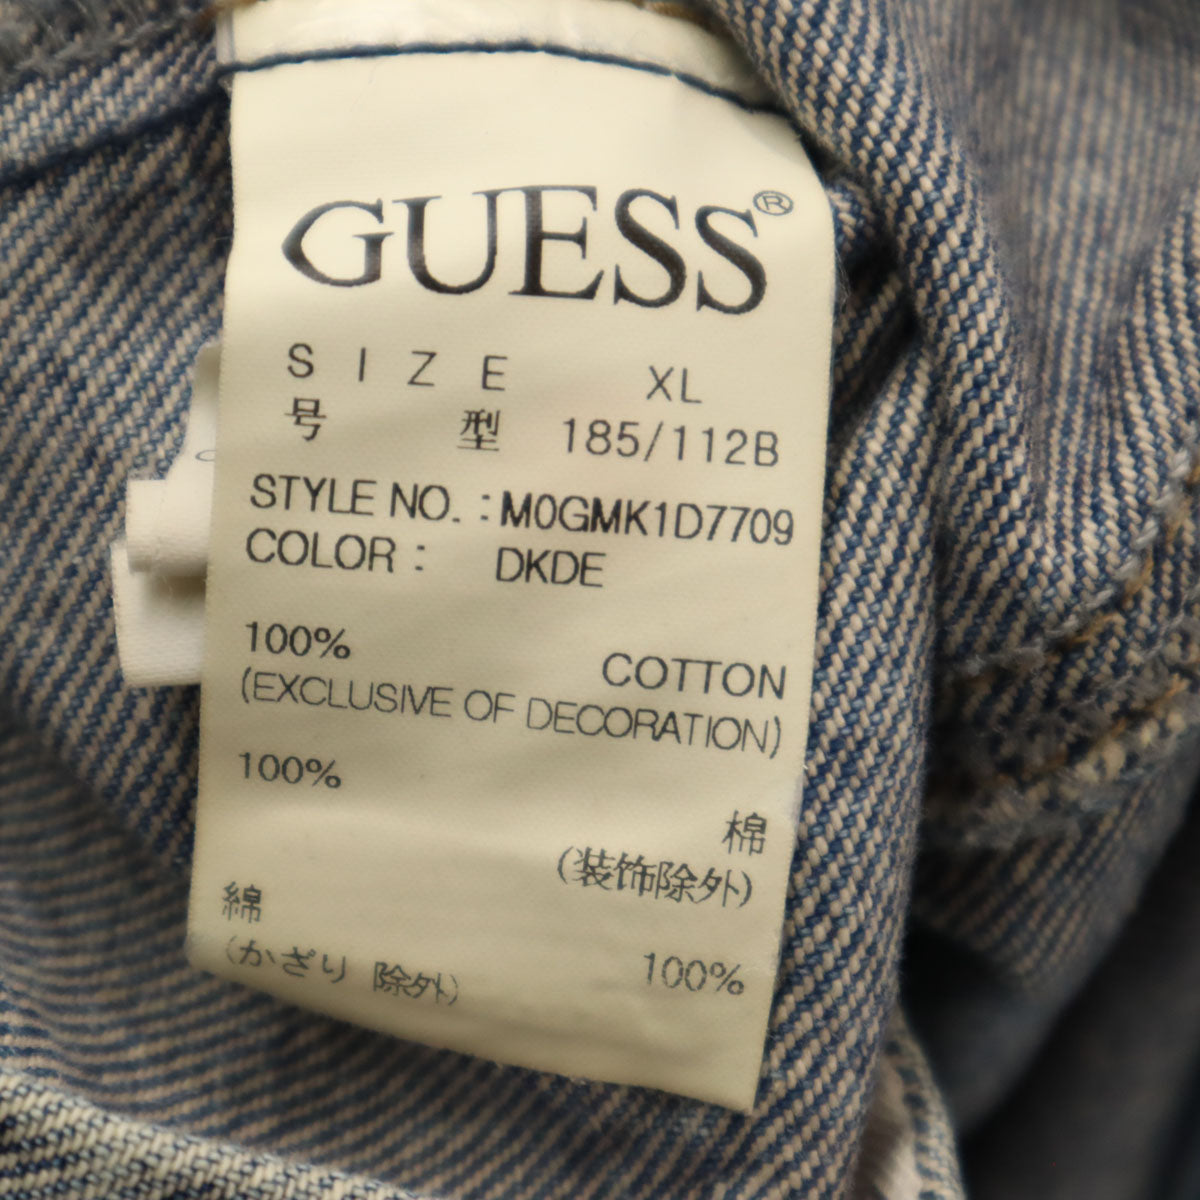 GUESS®
SIZE XL
号型 185/112B
STYLE NO. : M0GMK1D7709
COLOR : DKDE
100% COTTON
(EXCLUSIVE OF DECORATION)
100% 棉
(装饰除外)
綿 100%
(かざり 除外)